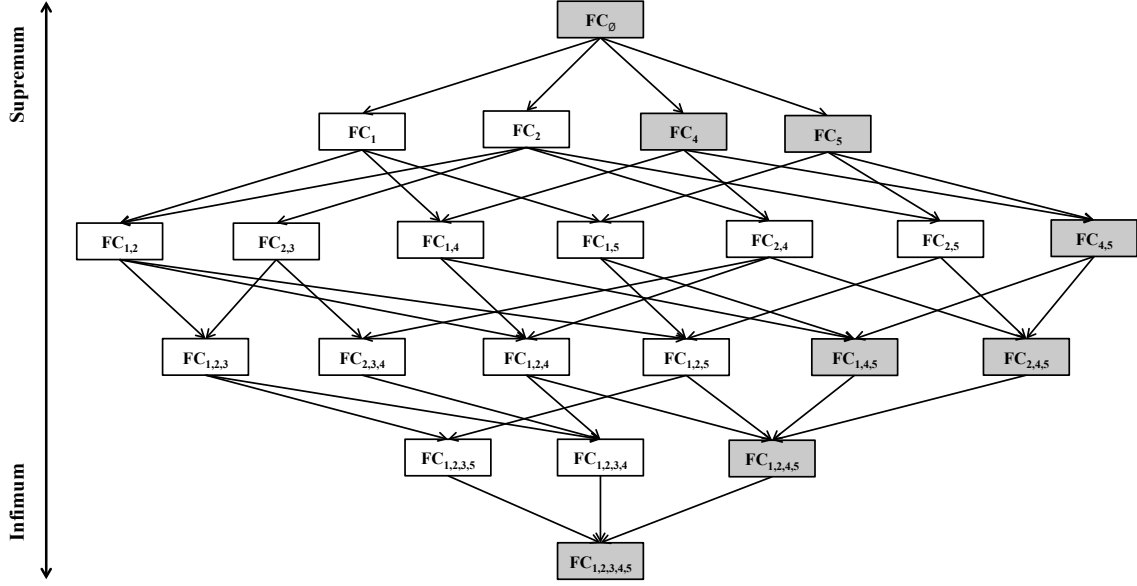 Supremum
FC∅
FC1
FC2
FC4
FC5
FC1,2
FC2,3
FC1,4
FC1,5
FC2,4
FC2,5
FC4,5
FC1,2,3
FC2,3,4
FC1,2,4
FC1,2,5
FC1,4,5
FC2,4,5
FC1,2,3,5
FC1,2,3,4
FC1,2,4,5
Infimum
FC1,2,3,4,5